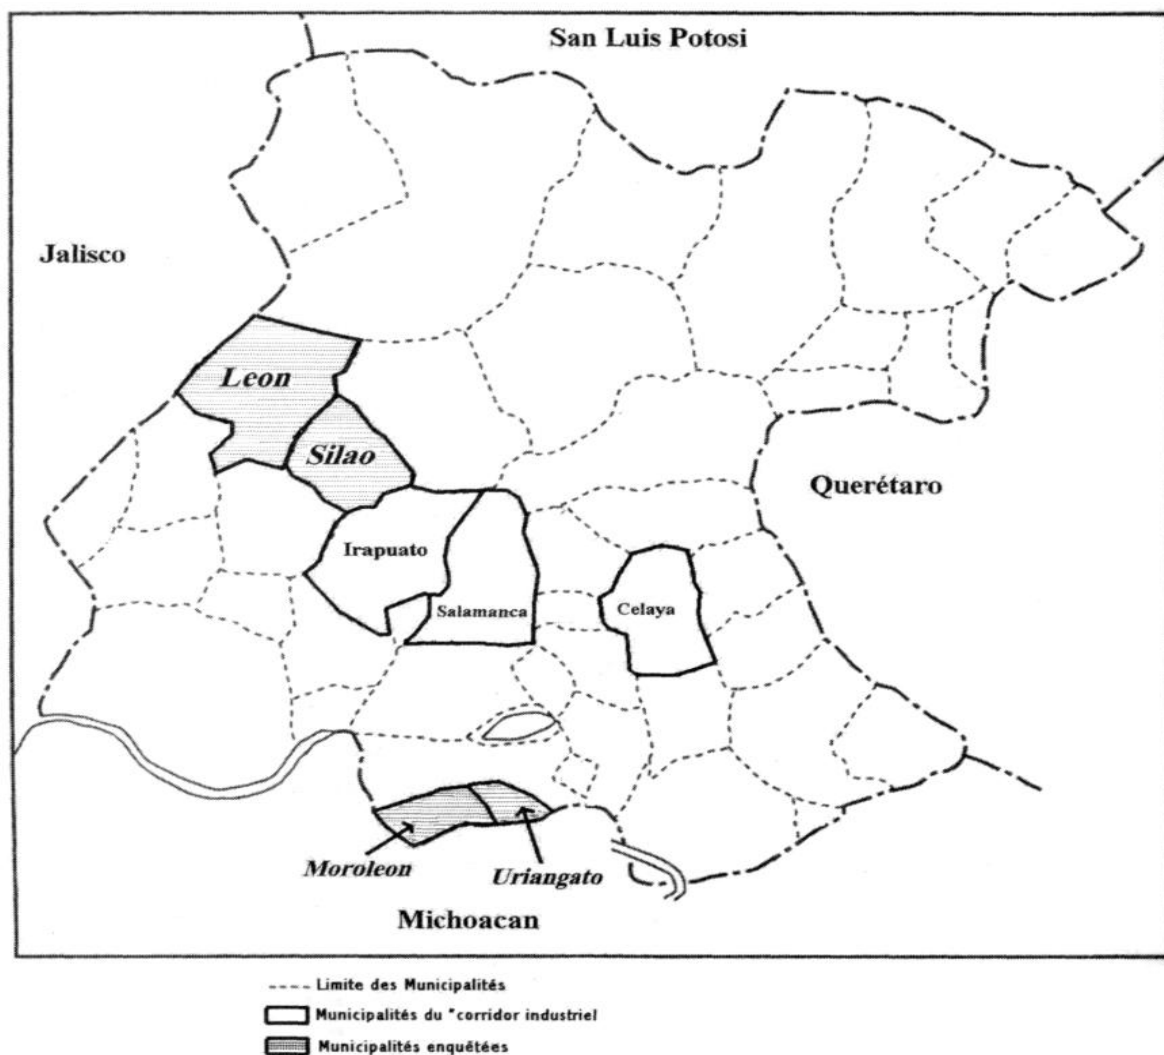 San Luis Potosi
Jalisco
Leon
Silao
Querétaro
Irapuato
Salamanca
Celaya
Moroleon
Uriangato
Michoacan
Limite des Municipalités
Municipalités du "corridor industriel
Municipalités enquêtées